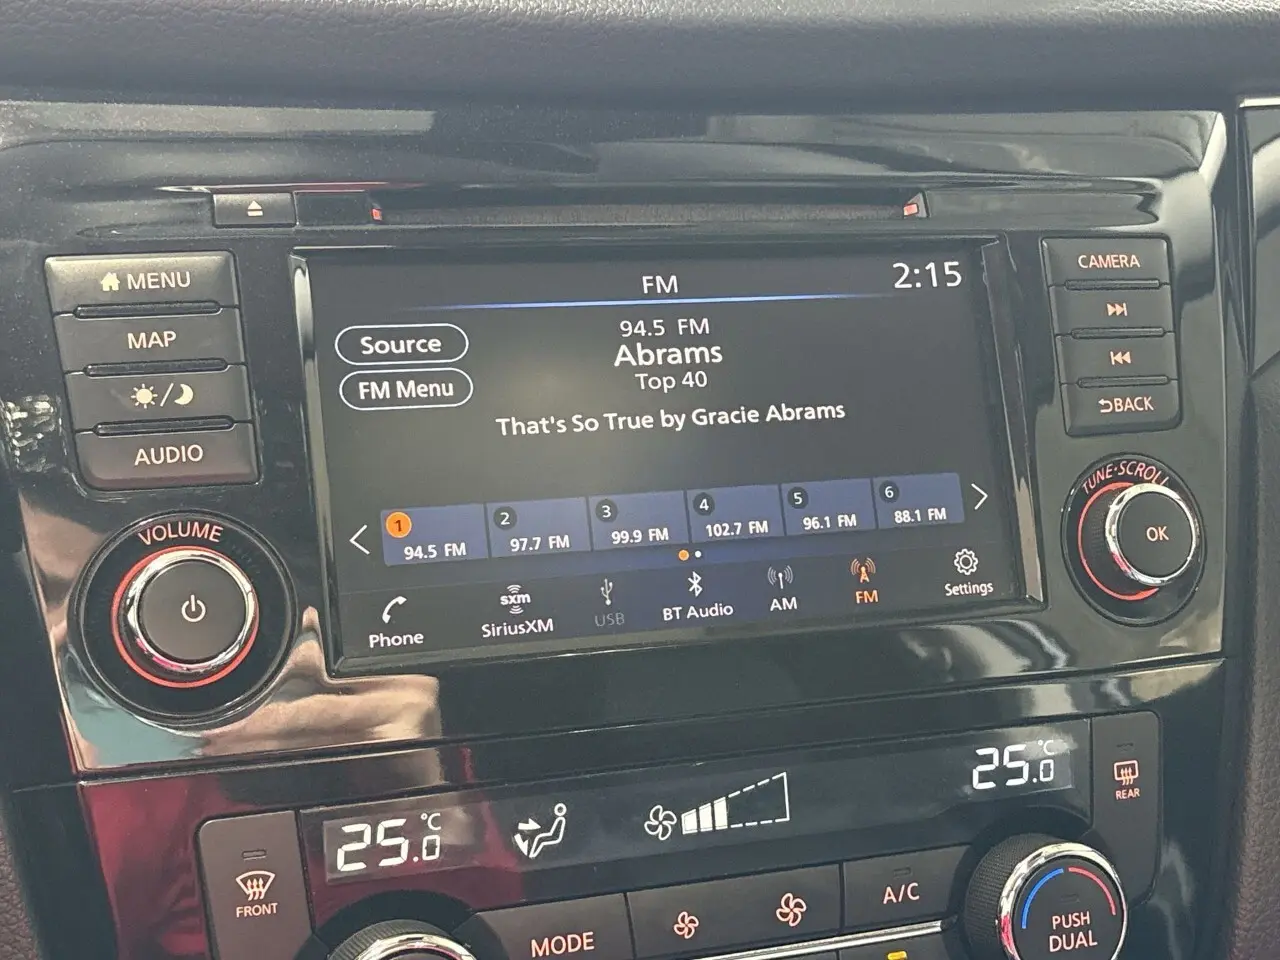 MENU
MAP
AUDIO
VOLUME
FM
2:15
Source
FM Menu
94.5 FM
Abrams
Top 40
That's So True by Gracie Abrams
1
94.5 FM
2
97.7 FM
3
99.9 FM
4
102.7 FM
5
96.1 FM
6
88.1 FM
Phone
sxm
SiriusXM
USB
BT Audio
AM
FM
Settings
CAMERA
BACK
TUNE·SCROLL
OK
25.0 °C
25.0 °C
FRONT
REAR
MODE
A/C
PUSH
DUAL